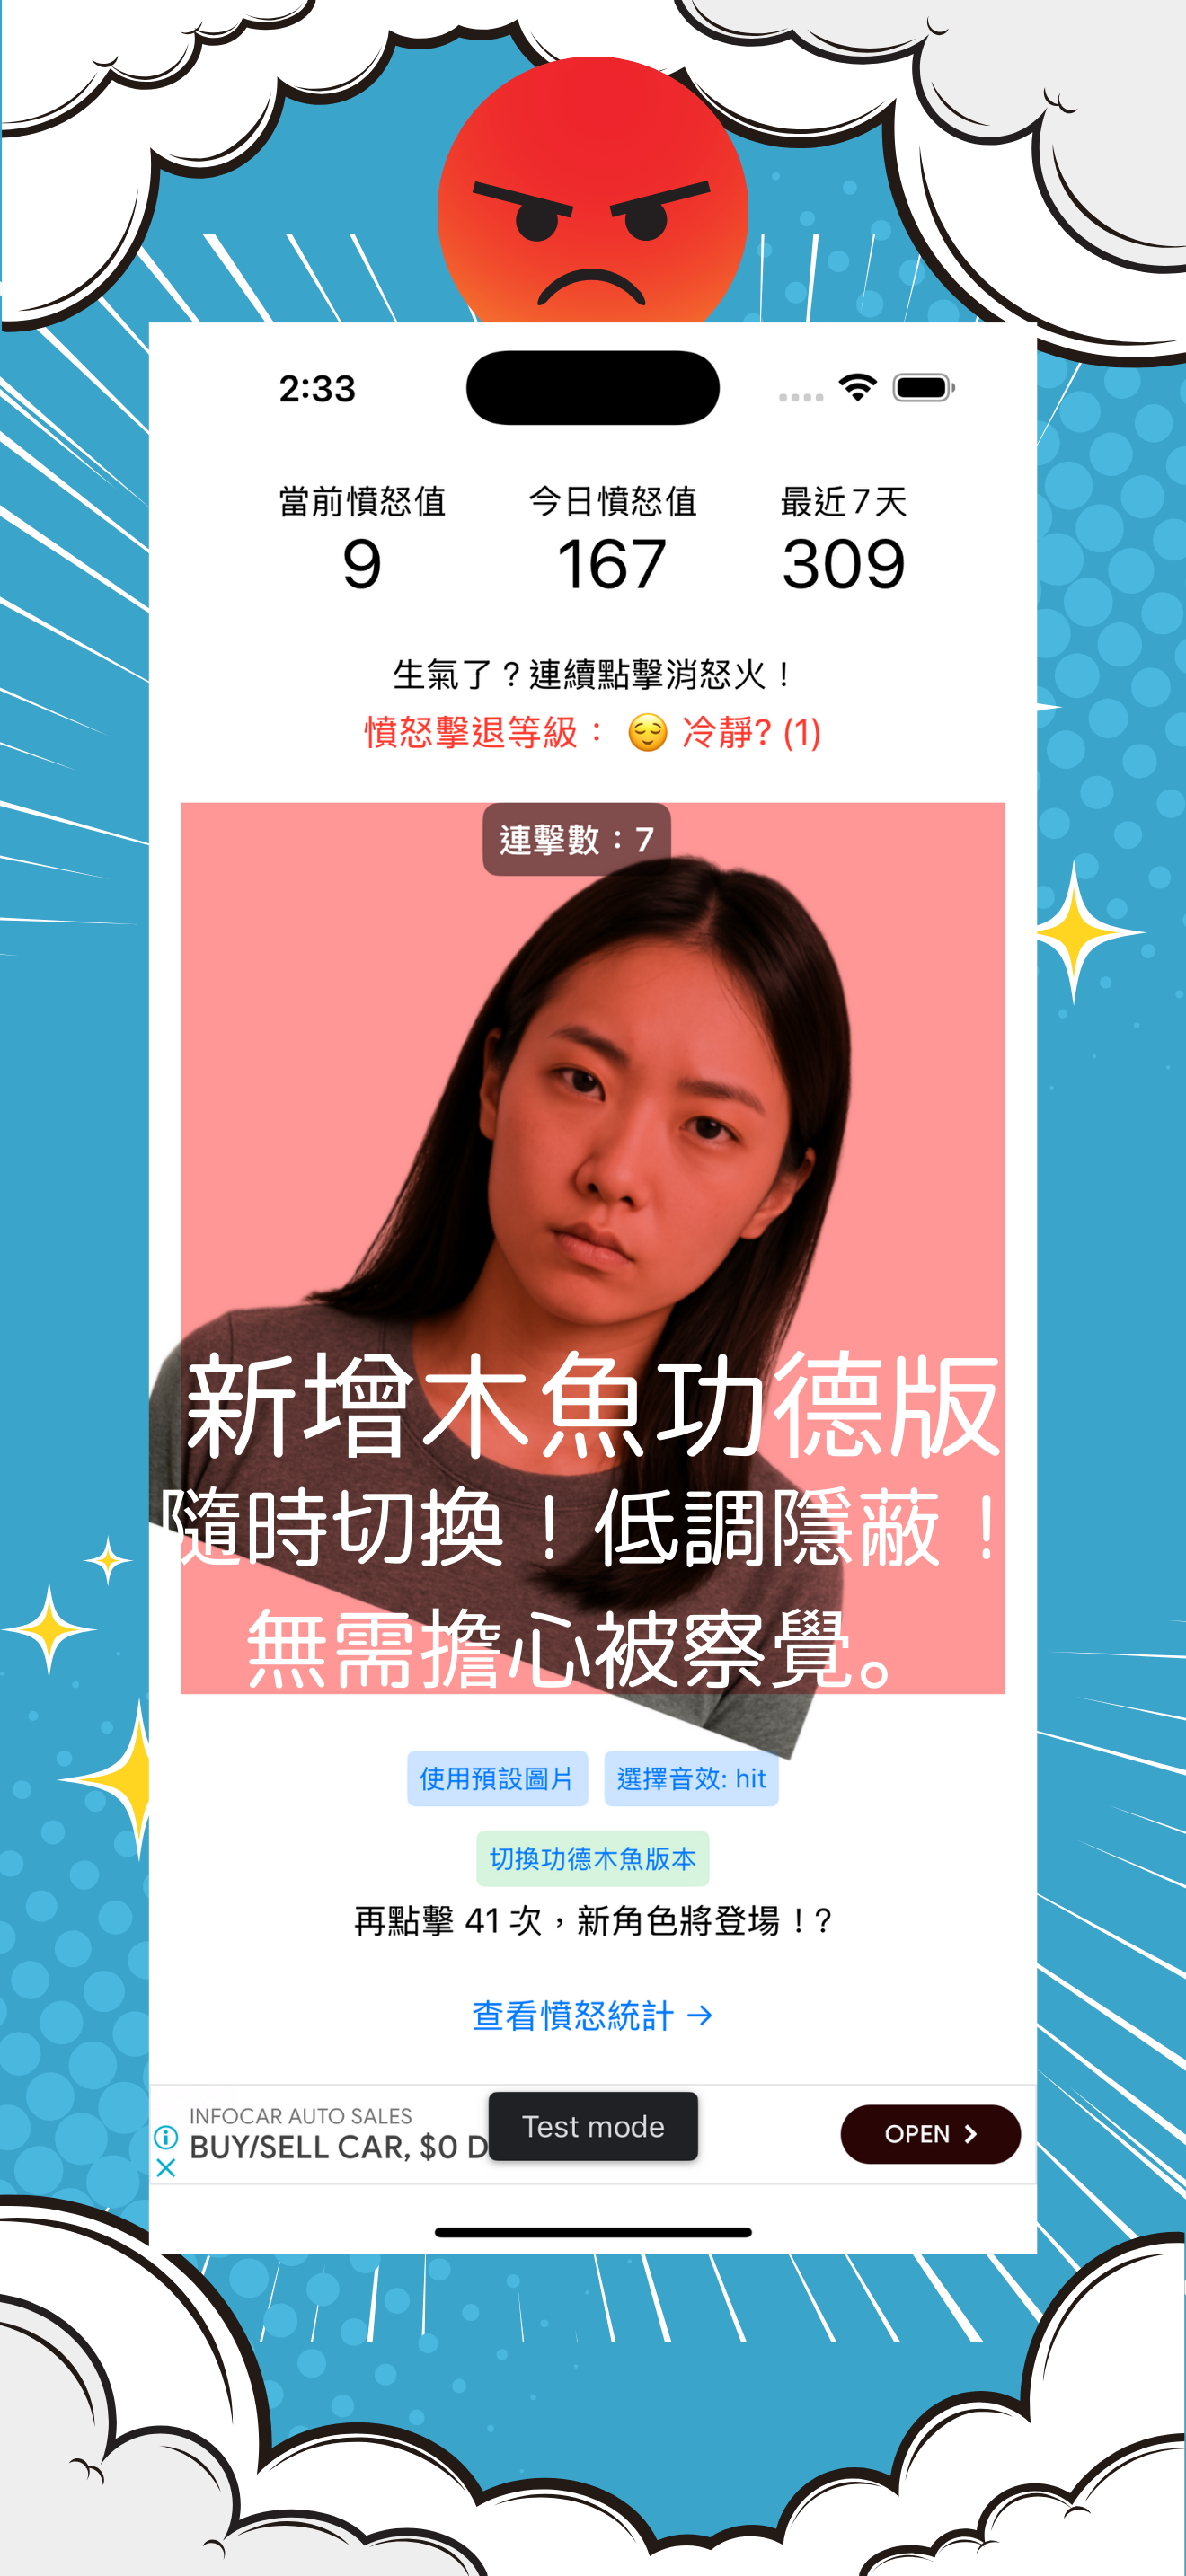 2:33
當前憤怒值 今日憤怒值 最近7天
9 167 309
生氣了？連續點擊消怒火！
憤怒擊退等級： 😌 冷靜? (1)
連擊數：7
新增木魚功德版
隨時切換！低調隱蔽！
無需擔心被察覺。
使用預設圖片 選擇音效: hit
切換功德木魚版本
再點擊 41 次，新角色將登場！?
查看憤怒統計 →
INFOCAR AUTO SALES
BUY/SELL CAR, $0 D
Test mode
OPEN